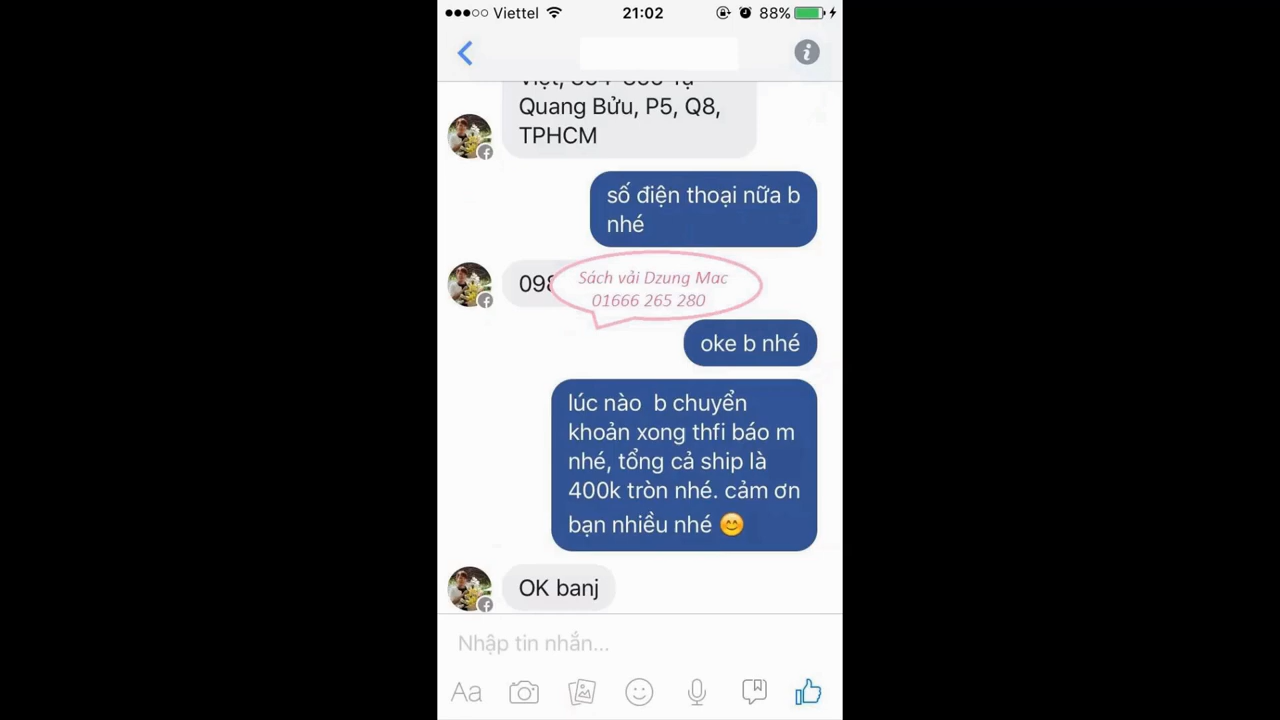 Viettel
21:02
88%
Quang Bửu, P5, Q8,
TPHCM
số điện thoại nữa b
nhé
098
Sách vải Dzung Mac
01666 265 280
oke b nhé
lúc nào b chuyển
khoản xong thfi báo m
nhé, tổng cả ship là
400k tròn nhé. cảm ơn
bạn nhiều nhé 😊
OK banj
Nhập tin nhắn...
Aa